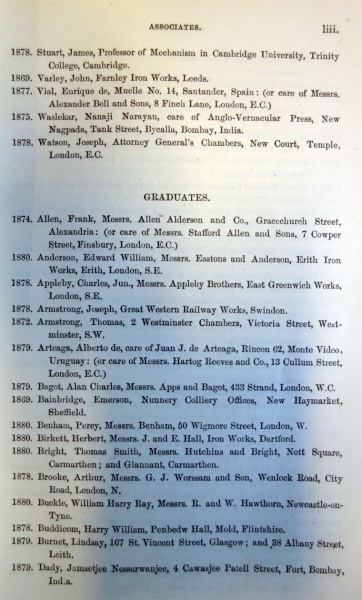 ASSOCIATES. liii.
1878. Stuart, James, Professor of Mechanism in Cambridge University, Trinity
College, Cambridge.
1869. Varley, John, Farnley Iron Works, Leeds.
1877. Vial, Enrique de, Muelle No. 14, Santander, Spain: (or care of Messrs.
Alexander Bell and Sons, 8 Finch Lane, London, E.C.)
1875. Waslekar, Nanaji Narayan, care of Anglo-Vernacular Press, New
Nagpada, Tank Street, Bycalla, Bombay, India.
1878. Watson, Joseph, Attorney General's Chambers, New Court, Temple,
London, E.C.
GRADUATES.
1874. Allen, Frank, Messrs. Allen Alderson and Co., Gracechurch Street,
Alexandria: (or care of Messrs. Stafford Allen and Sons, 7 Cowper
Street, Finsbury, London, E.C.)
1880. Anderson, Edward William, Messrs. Eastons and Anderson, Erith Iron
Works, Erith, London, S.E.
1878. Appleby, Charles, Jun., Messrs. Appleby Brothers, East Greenwich Works,
London, S.E.
1878. Armstrong, Joseph, Great Western Railway Works, Swindon.
1872. Armstrong, Thomas, 2 Westminster Chambers, Victoria Street, West-
minster, S.W.
1879. Arteaga, Alberto de, care of Juan J. de Arteaga, Rincon 62, Monte Video,
Uruguay: (or care of Messrs. Hartog Reeves and Co., 13 Cullum Street,
London, E.C.)
1879. Bagot, Alan Charles, Messrs. Apps and Bagot, 433 Strand, London, W.C.
1869. Bainbridge, Emerson, Nunnery Colliery Offices, New Haymarket,
Sheffield.
1880. Benham, Percy, Messrs. Benham, 50 Wigmore Street, London, W.
1880. Birkett, Herbert, Messrs. J. and E. Hall, Iron Works, Dartford.
1880. Bright, Thomas Smith, Messrs. Hutchins and Bright, Nott Square,
Carmarthen; and Glannant, Carmarthen.
1878. Brooke, Arthur, Messrs. G. J. Worssam and Son, Wenlock Road, City
Road, London, N.
1880. Buckle, William Harry Ray, Messrs. R. and W. Hawthorn, Newcastle-on-
Tyne.
1878. Buddicom, Harry William, Penbedw Hall, Mold, Flintshire.
1879. Burnet, Lindsay, 167 St. Vincent Street, Glasgow; and 38 Albany Street,
Leith.
1879. Dady, Jamsetjee Nesserwanjee, 4 Cawasjee Patell Street, Fort, Bombay,
India.